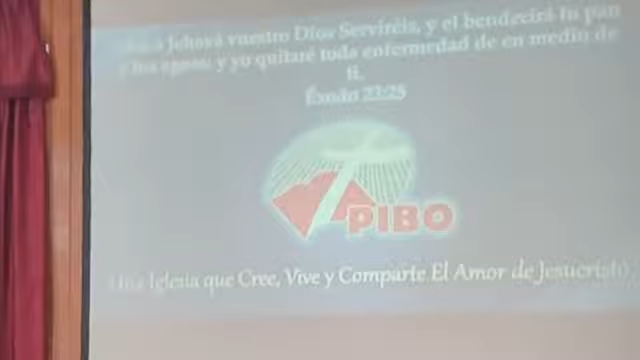 Jehová vuestro Dios Serviréis, y el bendecirá tu pan
y tus aguas; y yo quitaré toda enfermedad de en medio de
ti.
Éxodo 23:25
PIBO
Una Iglesia que Cree, Vive y Comparte El Amor de Jesucristo